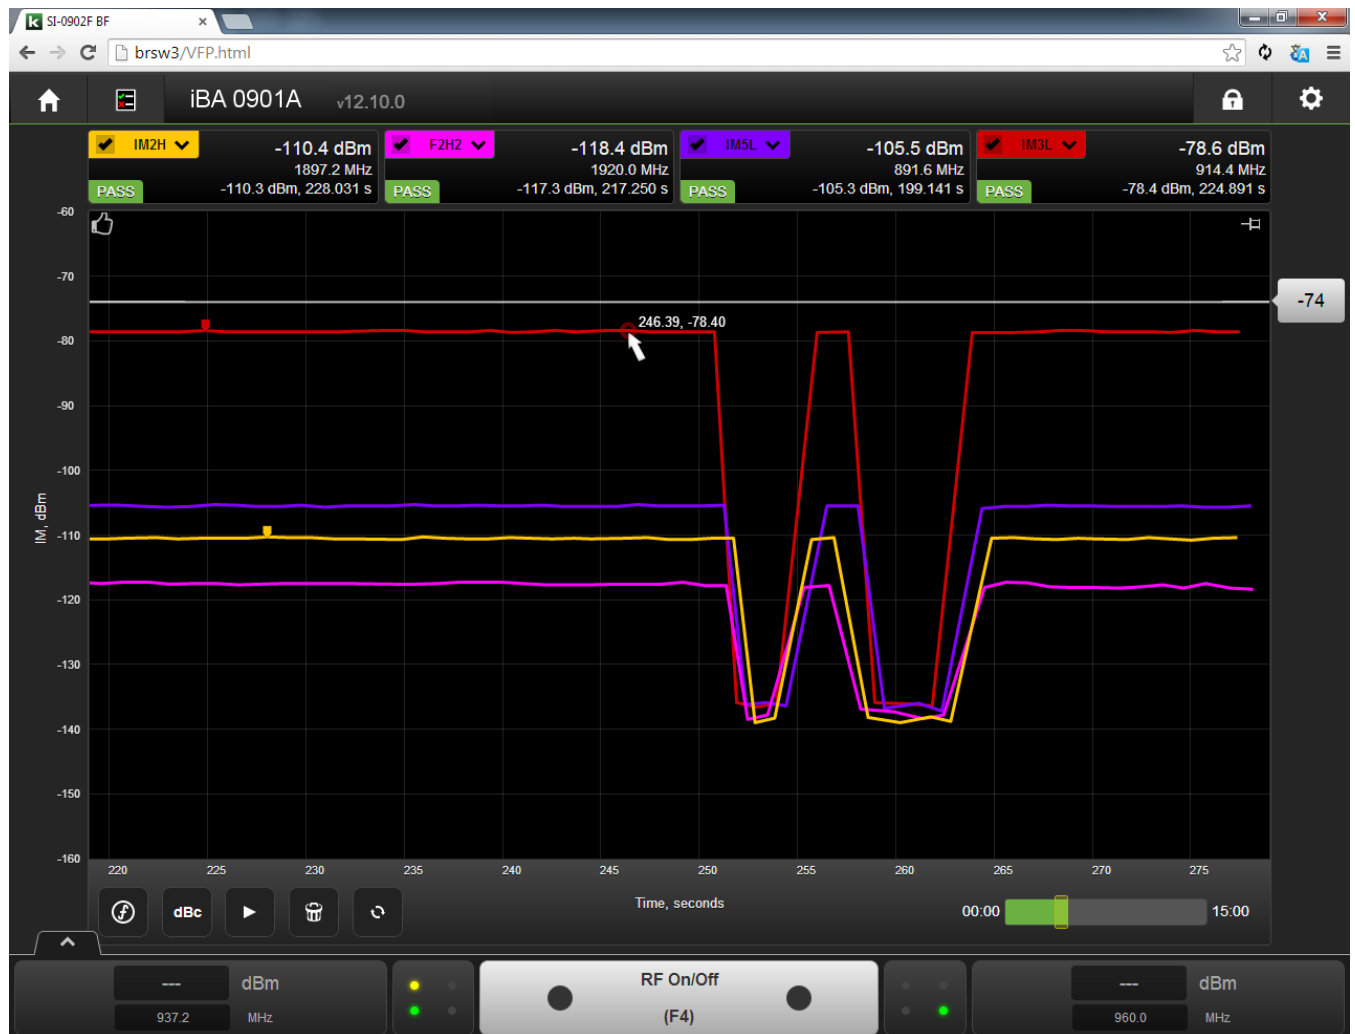 SI-0902F BF
brsw3/VFP.html
iBA 0901A v12.10.0
IM2H
-110.4 dBm
1897.2 MHz
PASS
-110.3 dBm, 228.031 s
F2H2
-118.4 dBm
1920.0 MHz
PASS
-117.3 dBm, 217.250 s
IM5L
-105.5 dBm
891.6 MHz
PASS
-105.3 dBm, 199.141 s
IM3L
-78.6 dBm
914.4 MHz
PASS
-78.4 dBm, 224.891 s
-60
-70
-80
-90
-100
-110
-120
-130
-140
-150
-160
IM, dBm
-74
246.39, -78.40
220 225 230 235 240 245 250 255 260 265 270 275
Time, seconds
f
dBc
00:00
15:00
---
dBm
937.2
MHz
RF On/Off
(F4)
---
dBm
960.0
MHz